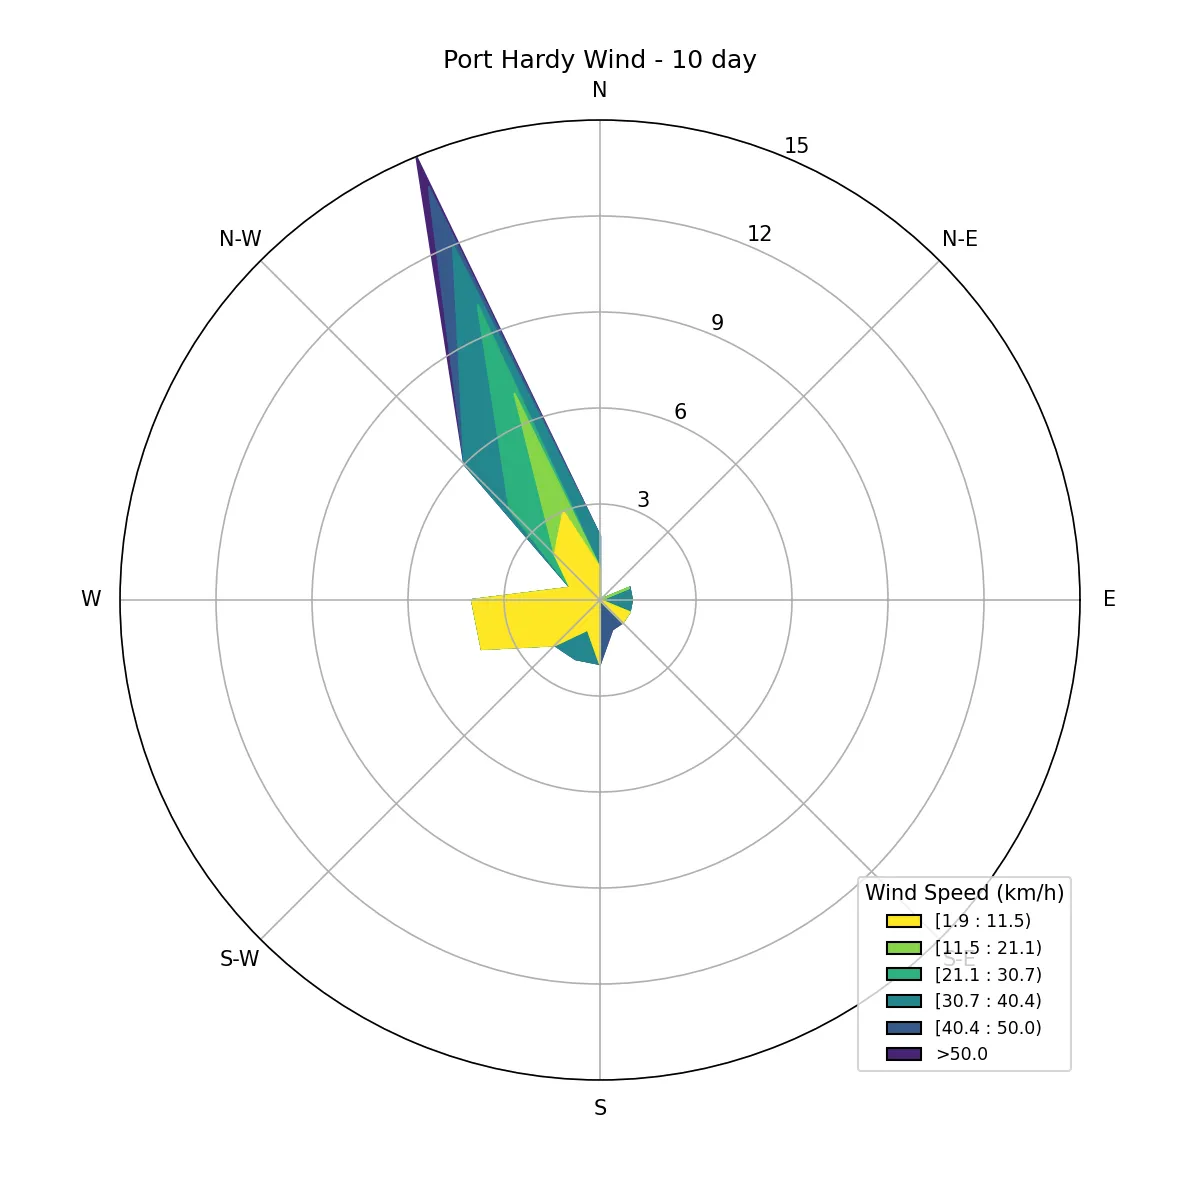 Port Hardy Wind - 10 day
N
15
12
N-W
N-E
9
6
3
W
E
Wind Speed (km/h)
[1.9 : 11.5)
[11.5 : 21.1)
S-W
S-E
[21.1 : 30.7)
[30.7 : 40.4)
[40.4 : 50.0)
>50.0
S